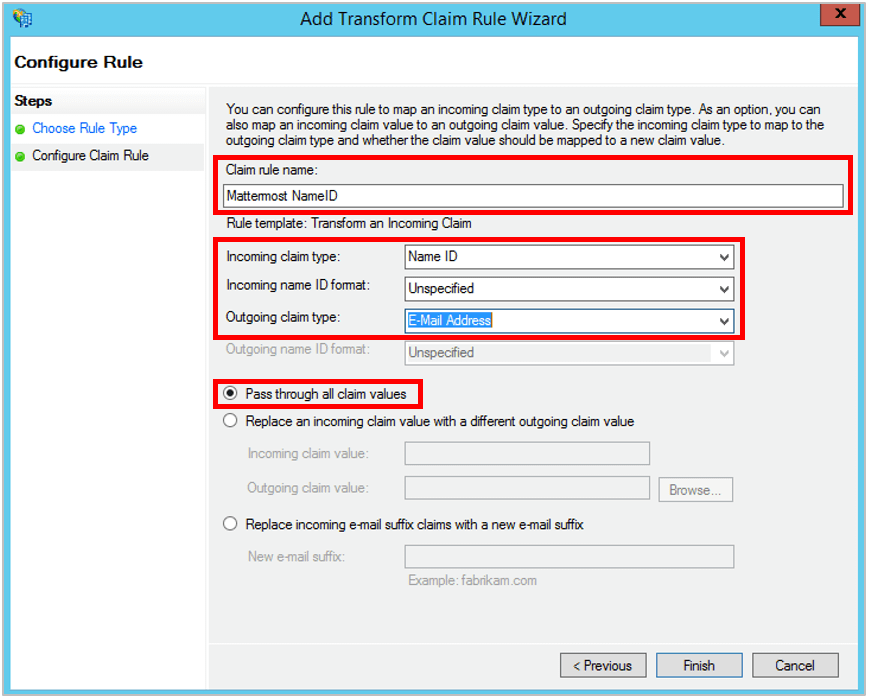 Add Transform Claim Rule Wizard
x
Configure Rule
Steps
Choose Rule Type
Configure Claim Rule
You can configure this rule to map an incoming claim type to an outgoing claim type. As an option, you can
also map an incoming claim value to an outgoing claim value. Specify the incoming claim type to map to the
outgoing claim type and whether the claim value should be mapped to a new claim value.
Claim rule name:
Mattermost NameID
Rule template: Transform an Incoming Claim
Incoming claim type: Name ID
Incoming name ID format: Unspecified
Outgoing claim type: E-Mail Address
Outgoing name ID format: Unspecified
Pass through all claim values
Replace an incoming claim value with a different outgoing claim value
Incoming claim value:
Outgoing claim value: Browse...
Replace incoming e-mail suffix claims with a new e-mail suffix
New e-mail suffix:
Example: fabrikam.com
< Previous Finish Cancel